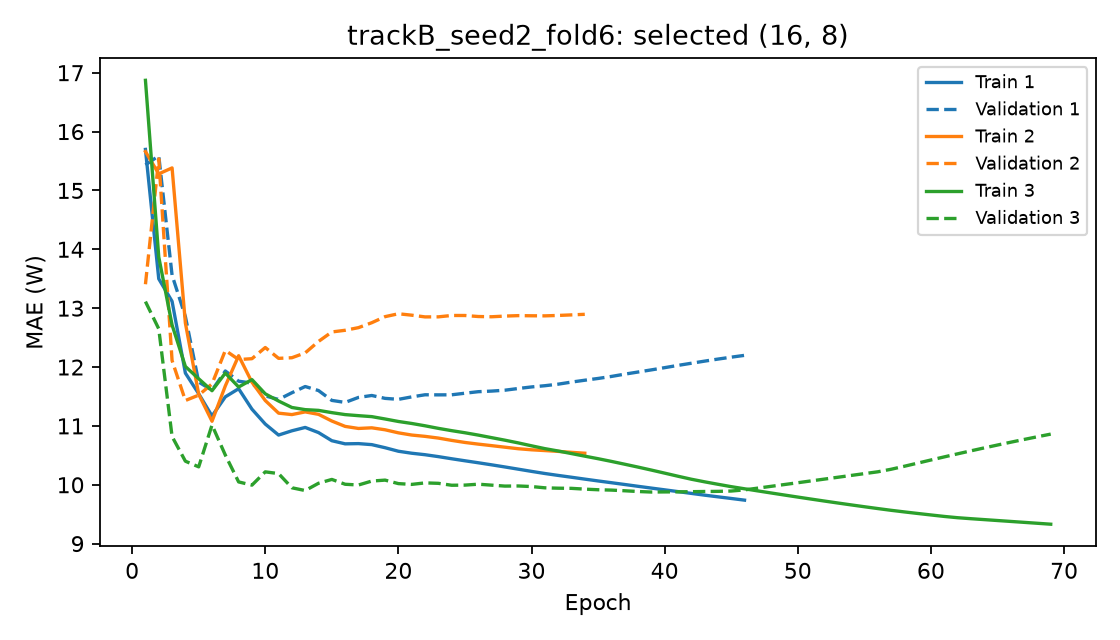 trackB_seed2_fold6: selected (16, 8)
17
16
15
14
13
12
11
10
9
MAE (W)
Train 1
Validation 1
Train 2
Validation 2
Train 3
Validation 3
0 10 20 30 40 50 60 70
Epoch